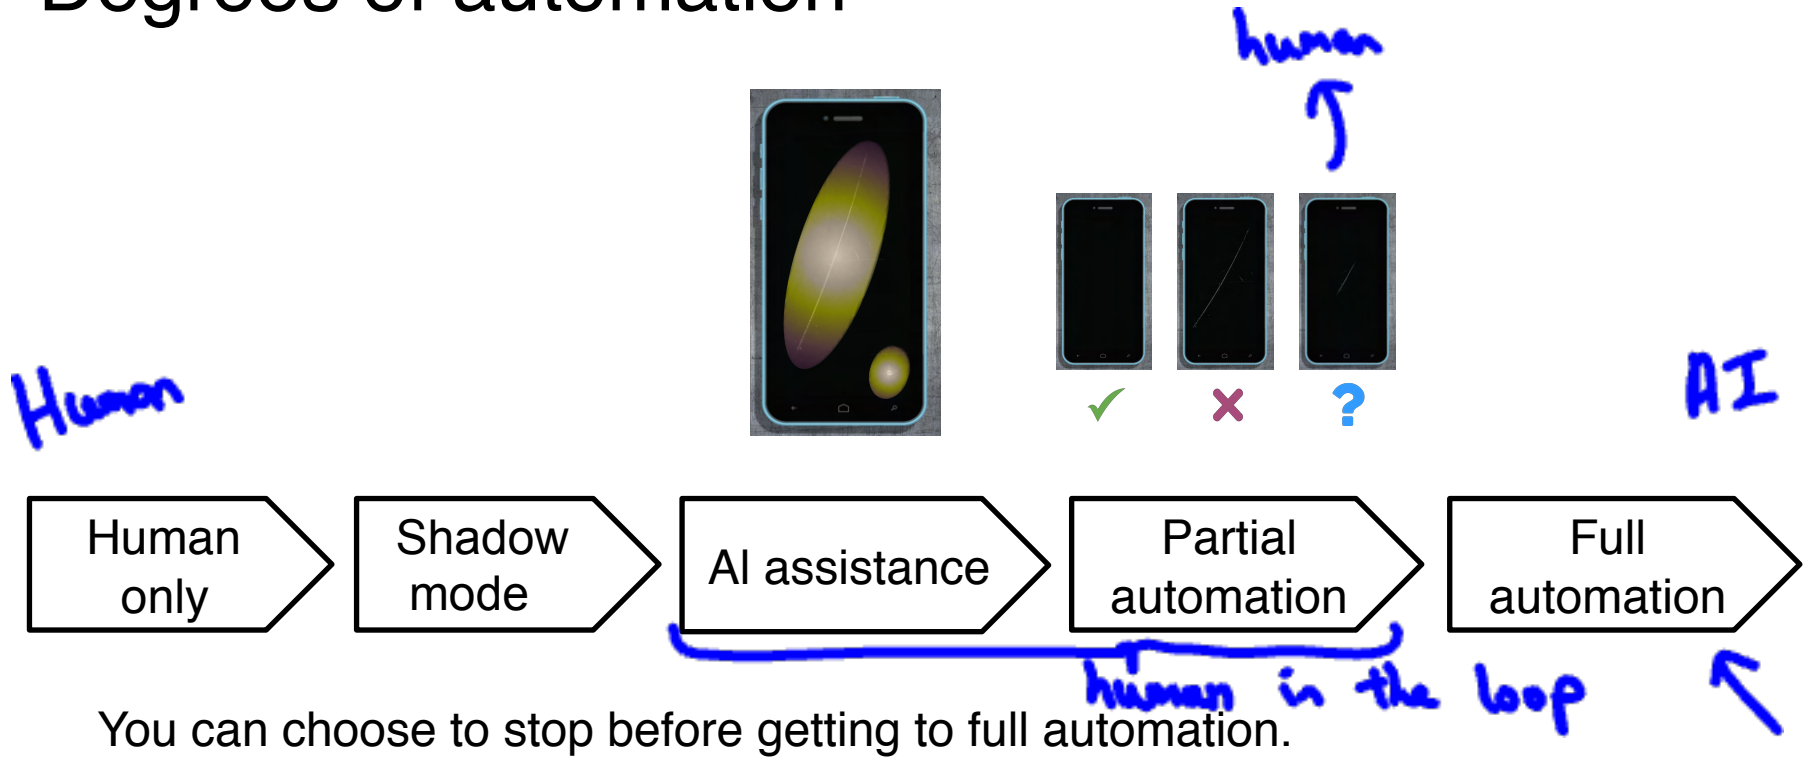 Degrees of automation
human
Human
AI
✓ ✗ ?
Human only
Shadow mode
AI assistance
Partial automation
Full automation
human in the loop
You can choose to stop before getting to full automation.